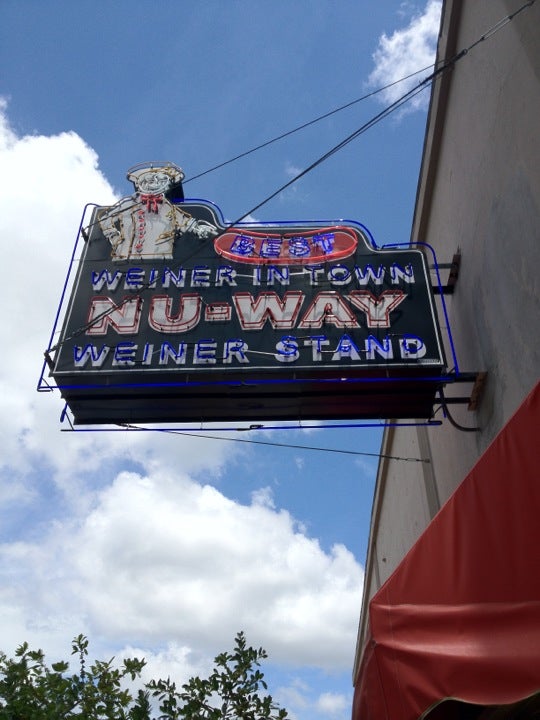 BEST
WEINER IN TOWN
NU-WAY
WEINER STAND